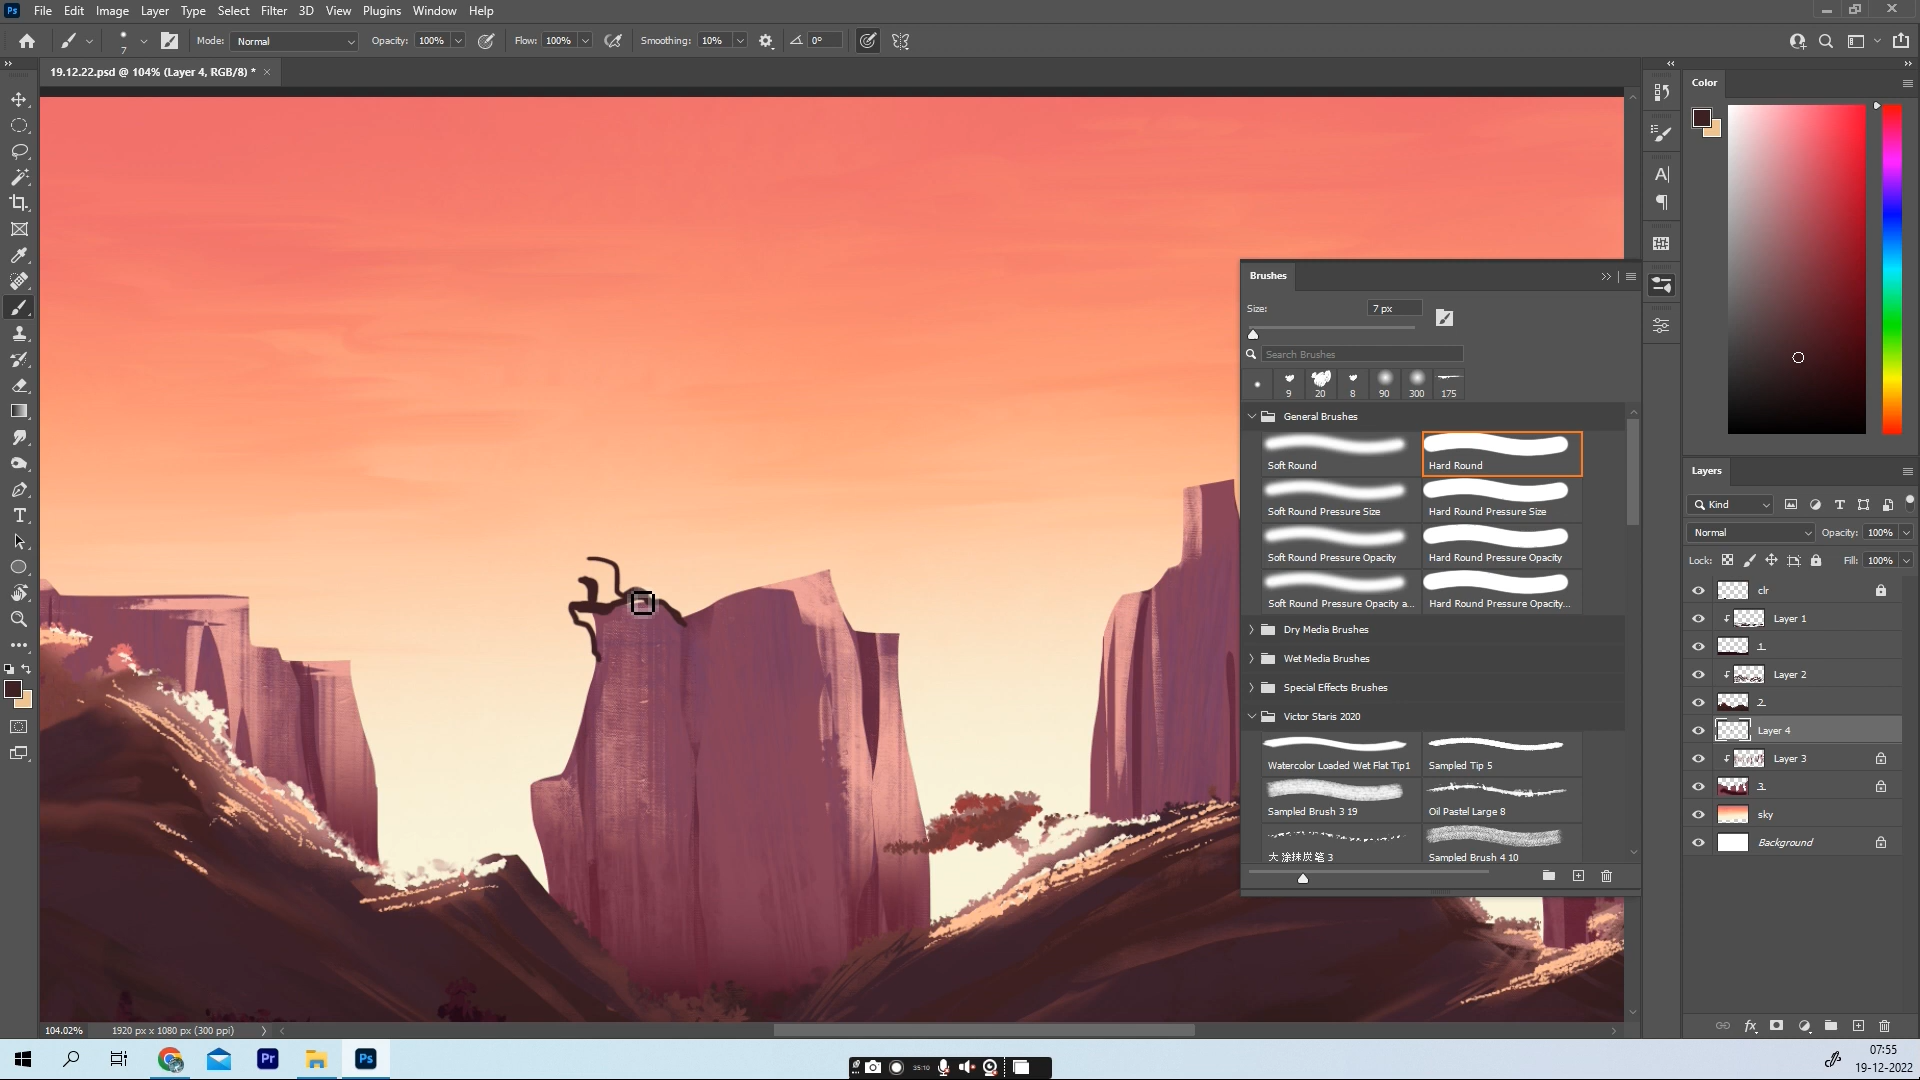 Ps File Edit Image Layer Type Select Filter 3D View Plugins Window Help
7 Mode: Normal Opacity: 100% Flow: 100% Smoothing: 10% 0°
19.12.22.psd @ 104% (Layer 4, RGB/8) * ×
Color
Brushes
Size: 7 px
Search Brushes
9 20 8 90 300 175
General Brushes
Soft Round Hard Round
Soft Round Pressure Size Hard Round Pressure Size
Soft Round Pressure Opacity Hard Round Pressure Opacity
Soft Round Pressure Opacity a... Hard Round Pressure Opacity...
Dry Media Brushes
Wet Media Brushes
Special Effects Brushes
Victor Staris 2020
Watercolor Loaded Wet Flat Tip1 Sampled Tip 5
Sampled Brush 3 19 Oil Pastel Large 8
大涂抹炭笔 3 Sampled Brush 4 10
Layers
Kind
Normal Opacity: 100%
Lock: Fill: 100%
clr
Layer 1
1
Layer 2
2
Layer 4
Layer 3
3
sky
Background
104.02% 1920 px x 1080 px (300 ppi)
Pr Ps
35:10
07:55
19-12-2022